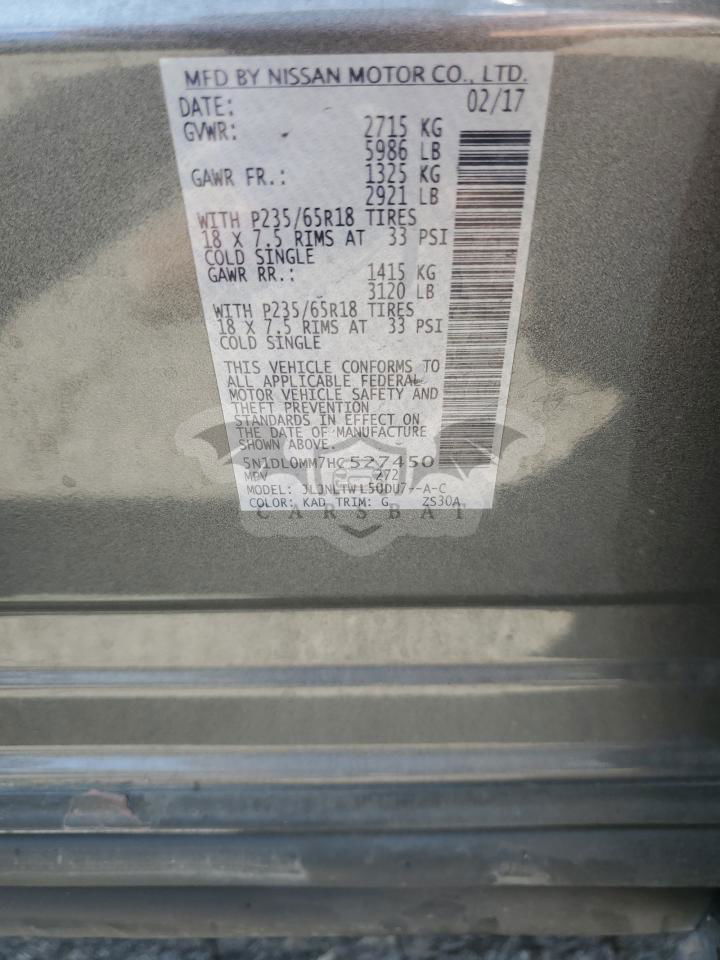 MFD BY NISSAN MOTOR CO., LTD.
DATE: 02/17
GVWR: 2715 KG
5986 LB
GAWR FR.: 1325 KG
2921 LB
WITH P235/65R18 TIRES
18 X 7.5 RIMS AT 33 PSI
COLD SINGLE
GAWR RR.: 1415 KG
3120 LB
WITH P235/65R18 TIRES
18 X 7.5 RIMS AT 33 PSI
COLD SINGLE
THIS VEHICLE CONFORMS TO
ALL APPLICABLE FEDERAL
MOTOR VEHICLE SAFETY AND
THEFT PREVENTION
STANDARDS IN EFFECT ON
THE DATE OF MANUFACTURE
SHOWN ABOVE.
5N1DL0MM7HC527450
MPV 272
MODEL: JLJNLTWL50DU7--A-C
COLOR: KAD TRIM: G ZS30A
CARSBAT